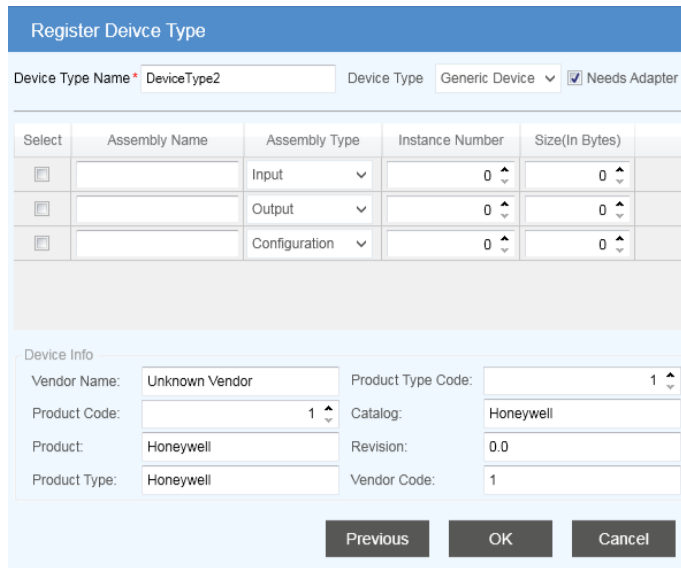 Register Deivce Type
Device Type Name* DeviceType2 Device Type Generic Device Needs Adapter
Select Assembly Name Assembly Type Instance Number Size(In Bytes)
Input 0 0
Output 0 0
Configuration 0 0
Device Info
Vendor Name: Unknown Vendor Product Type Code: 1
Product Code: 1 Catalog: Honeywell
Product: Honeywell Revision: 0.0
Product Type: Honeywell Vendor Code: 1
Previous OK Cancel